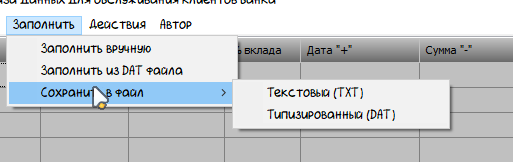 База данных для обслуживания клиентов банка
Заполнить Действия Автор
% вклада Дата "+" Сумма "-"
Заполнить вручную
Заполнить из DAT файла
Сохранить в файл
Текстовый (TXT)
Типизированный (DAT)